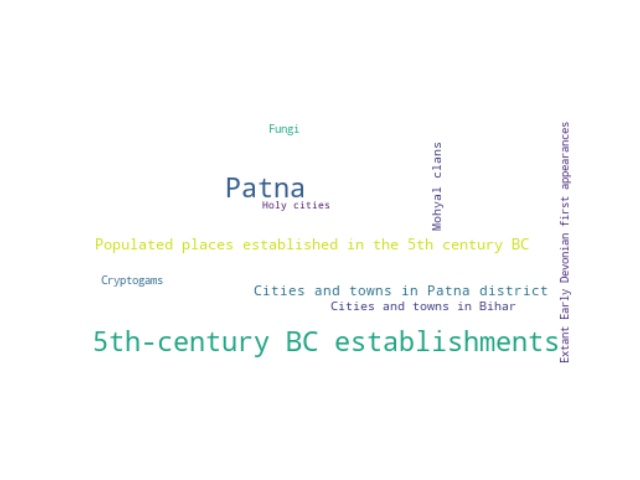 Fungi
Patna
Holy cities
Mohyal clans
Extant Early Devonian first appearances
Populated places established in the 5th century BC
Cryptogams
Cities and towns in Patna district
Cities and towns in Bihar
5th-century BC establishments